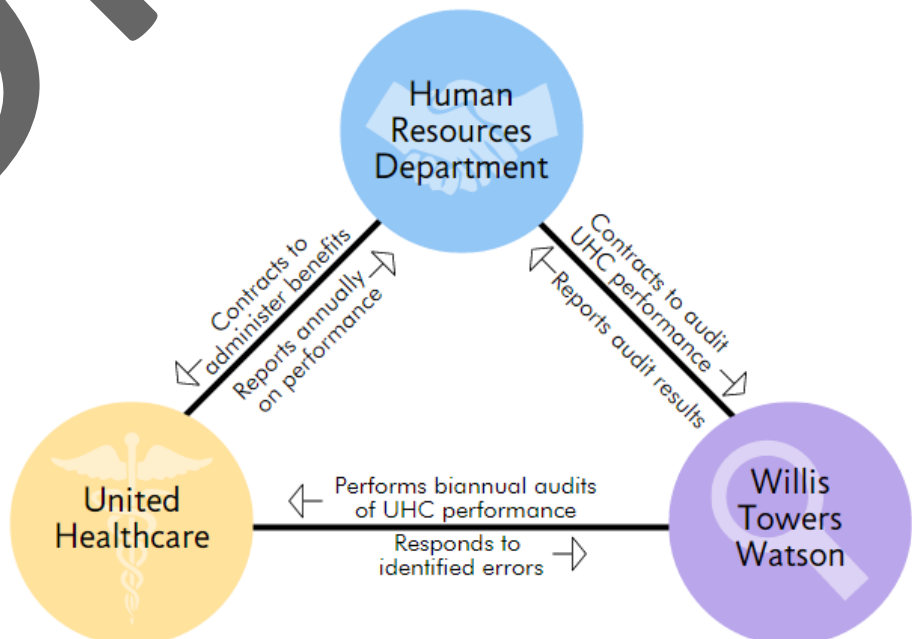 Human
Resources
Department
Contracts to
administer benefits
Reports annually
on performance
Contracts to audit
UHC performance
Reports audit results
United
Healthcare
Performs biannual audits
of UHC performance
Responds to
identified errors
Willis
Towers
Watson